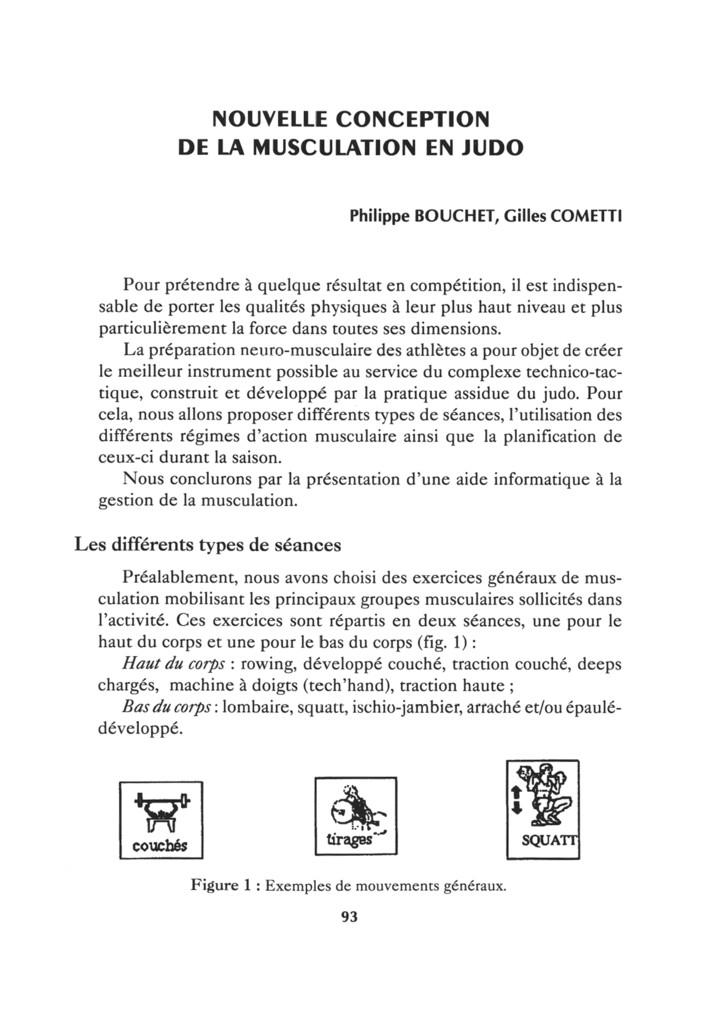 NOUVELLE CONCEPTION
DE LA MUSCULATION EN JUDO
Philippe BOUCHET, Gilles COMETTI
Pour prétendre à quelque résultat en compétition, il est indispen-
sable de porter les qualités physiques à leur plus haut niveau et plus
particulièrement la force dans toutes ses dimensions.
La préparation neuro-musculaire des athlètes a pour objet de créer
le meilleur instrument possible au service du complexe technico-tac-
tique, construit et développé par la pratique assidue du judo. Pour
cela, nous allons proposer différents types de séances, l'utilisation des
différents régimes d'action musculaire ainsi que la planification de
ceux-ci durant la saison.
Nous conclurons par la présentation d'une aide informatique à la
gestion de la musculation.
Les différents types de séances
Préalablement, nous avons choisi des exercices généraux de mus-
culation mobilisant les principaux groupes musculaires sollicités dans
l'activité. Ces exercices sont répartis en deux séances, une pour le
haut du corps et une pour le bas du corps (fig. 1) :
Haut du corps : rowing, développé couché, traction couché, deeps
chargés, machine à doigts (tech'hand), traction haute ;
Bas du corps : lombaire, squatt, ischio-jambier, arraché et/ou épaulé-
développé.
couchés
tirages
SQUATT
Figure 1 : Exemples de mouvements généraux.
93